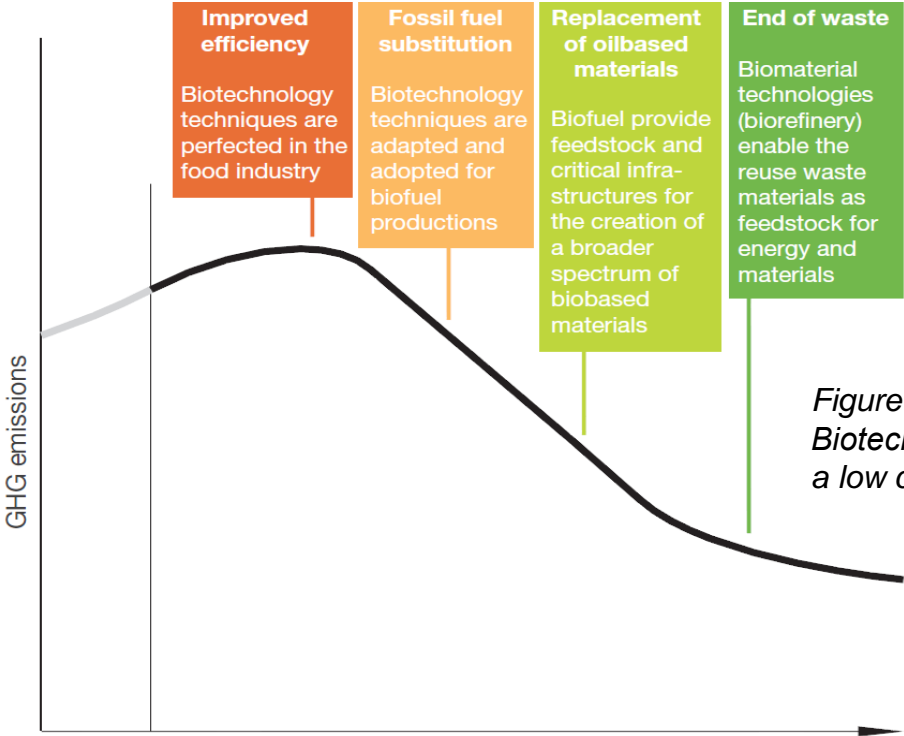 Improved
efficiency
Biotechnology
techniques are
perfected in the
food industry
Fossil fuel
substitution
Biotechnology
techniques are
adapted and
adopted for
biofuel
productions
Replacement
of oilbased
materials
Biofuel provide
feedstock and
critical infra-
structures for
the creation of
a broader
spectrum of
biobased
materials
End of waste
Biomaterial
technologies
(biorefinery)
enable the
reuse waste
materials as
feedstock for
energy and
materials
GHG emissions
Figure
Biotech
a low